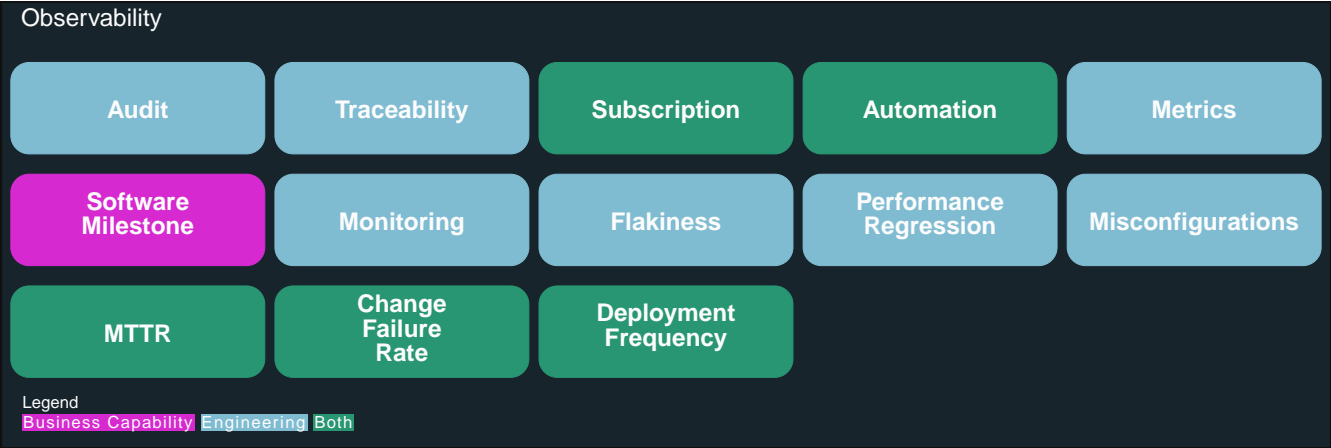 Observability
Audit
Traceability
Subscription
Automation
Metrics
Software
Milestone
Monitoring
Flakiness
Performance
Regression
Misconfigurations
MTTR
Change
Failure
Rate
Deployment
Frequency
Legend
Business Capability Engineering Both